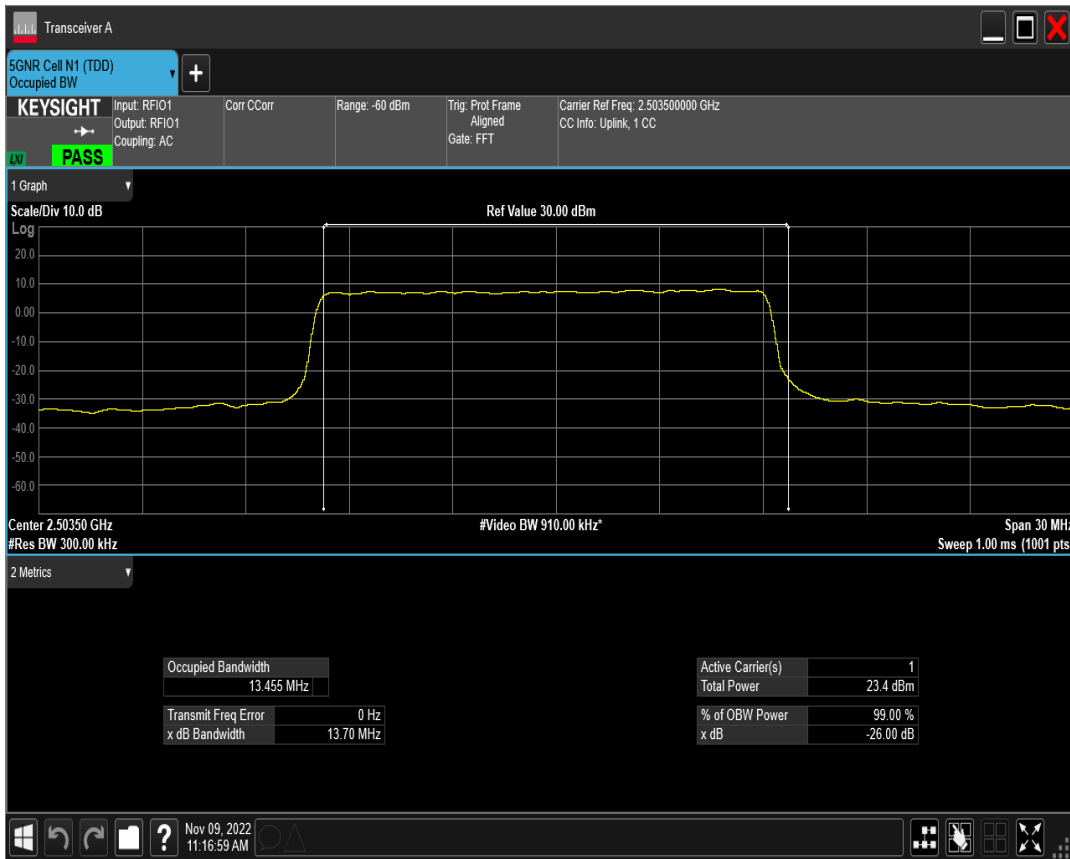 Transceiver A
5GNR Cell N1 (TDD)
Occupied BW
+
KEYSIGHT
LXI
PASS
Input: RFIO1
Output: RFIO1
Coupling: AC
Corr CCorr
Range: -60 dBm
Trig: Prot Frame
Aligned
Gate: FFT
Carrier Ref Freq: 2.503500000 GHz
CC Info: Uplink, 1 CC
1 Graph
Scale/Div 10.0 dB
Ref Value 30.00 dBm
Log
20.0
10.0
0.00
-10.0
-20.0
-30.0
-40.0
-50.0
-60.0
Center 2.50350 GHz
#Video BW 910.00 kHz*
Span 30 MHz
#Res BW 300.00 kHz
Sweep 1.00 ms (1001 pts
2 Metrics
Occupied Bandwidth
13.455 MHz
Transmit Freq Error 0 Hz
x dB Bandwidth 13.70 MHz
Active Carrier(s) 1
Total Power 23.4 dBm
% of OBW Power 99.00 %
x dB -26.00 dB
?
Nov 09, 2022
11:16:59 AM